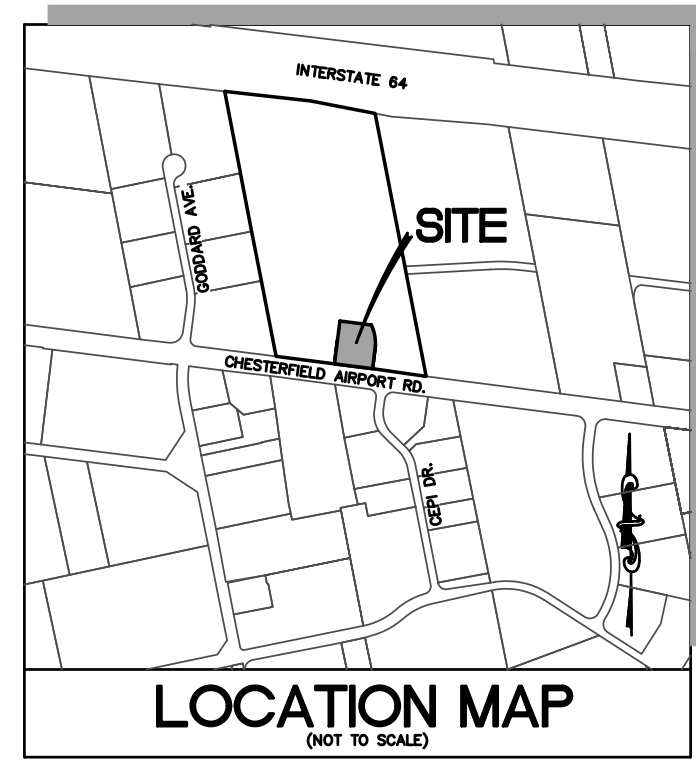 INTERSTATE 64
SITE
GODDARD AVE.
CHESTERFIELD AIRPORT RD.
CEPI DR.
LOCATION MAP
(NOT TO SCALE)